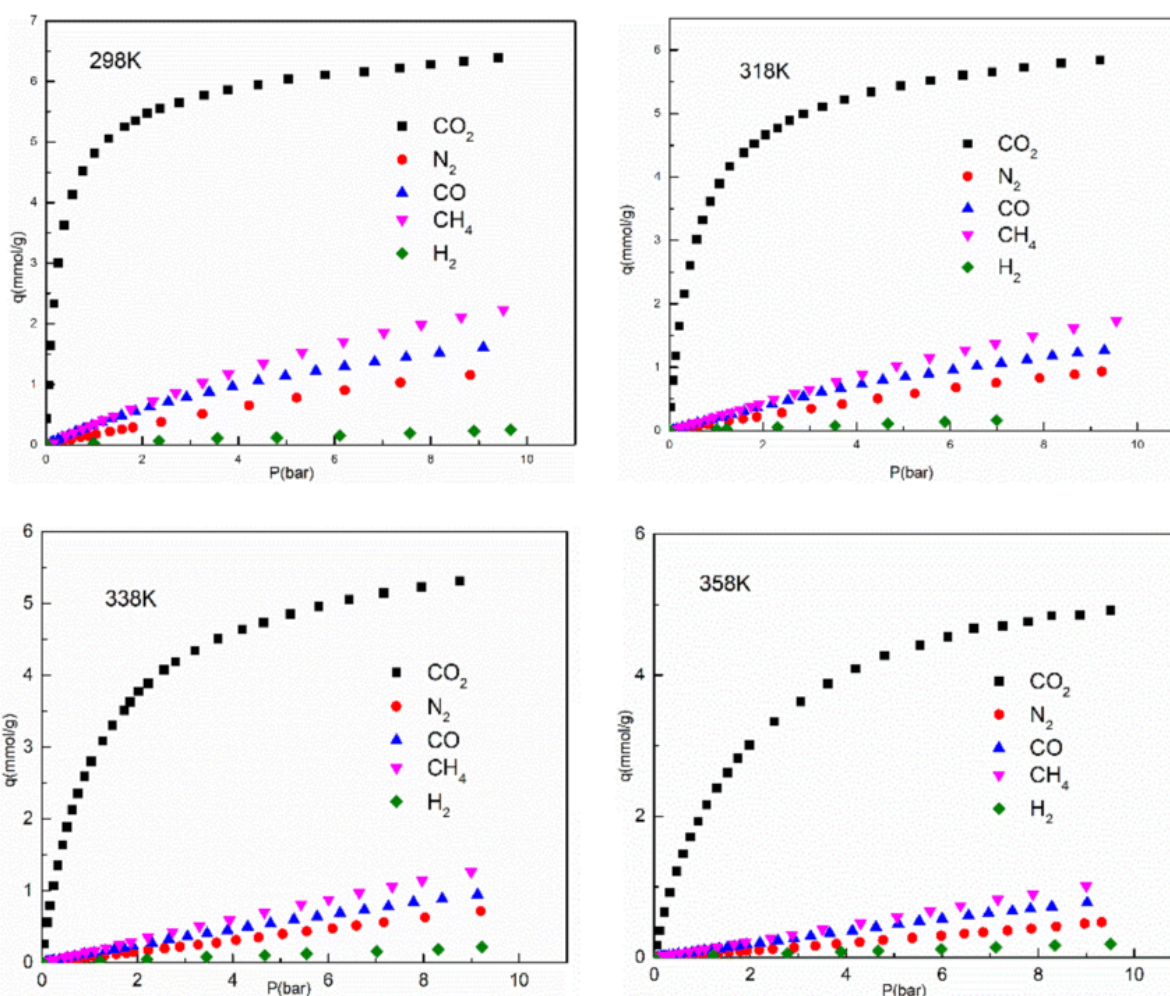 7
6
5
4
3
2
1
0
q(mmol/g)
298K
CO₂
N₂
CO
CH₄
H₂
0 2 4 6 8 10
P(bar)
6
5
4
3
2
1
0
q(mmol/g)
318K
CO₂
N₂
CO
CH₄
H₂
0 2 4 6 8 10
P(bar)
6
5
4
3
2
1
0
q(mmol/g)
338K
CO₂
N₂
CO
CH₄
H₂
0 2 4 6 8 10
P(bar)
6
4
2
0
q(mmol/g)
358K
CO₂
N₂
CO
CH₄
H₂
0 2 4 6 8 10
P(bar)